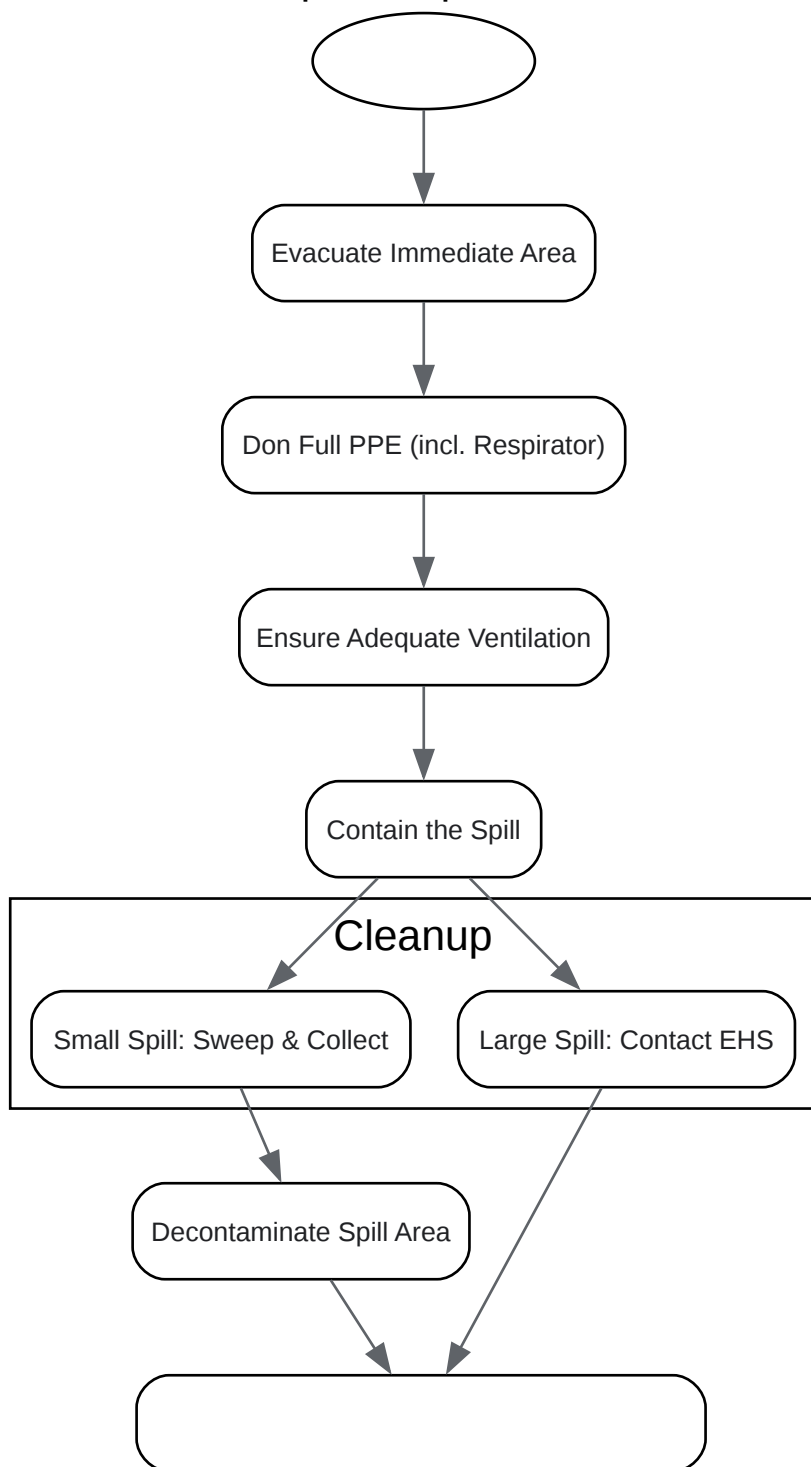 Evacuate Immediate Area
Don Full PPE (incl. Respirator)
Ensure Adequate Ventilation
Contain the Spill
Cleanup
Small Spill: Sweep & Collect
Large Spill: Contact EHS
Decontaminate Spill Area